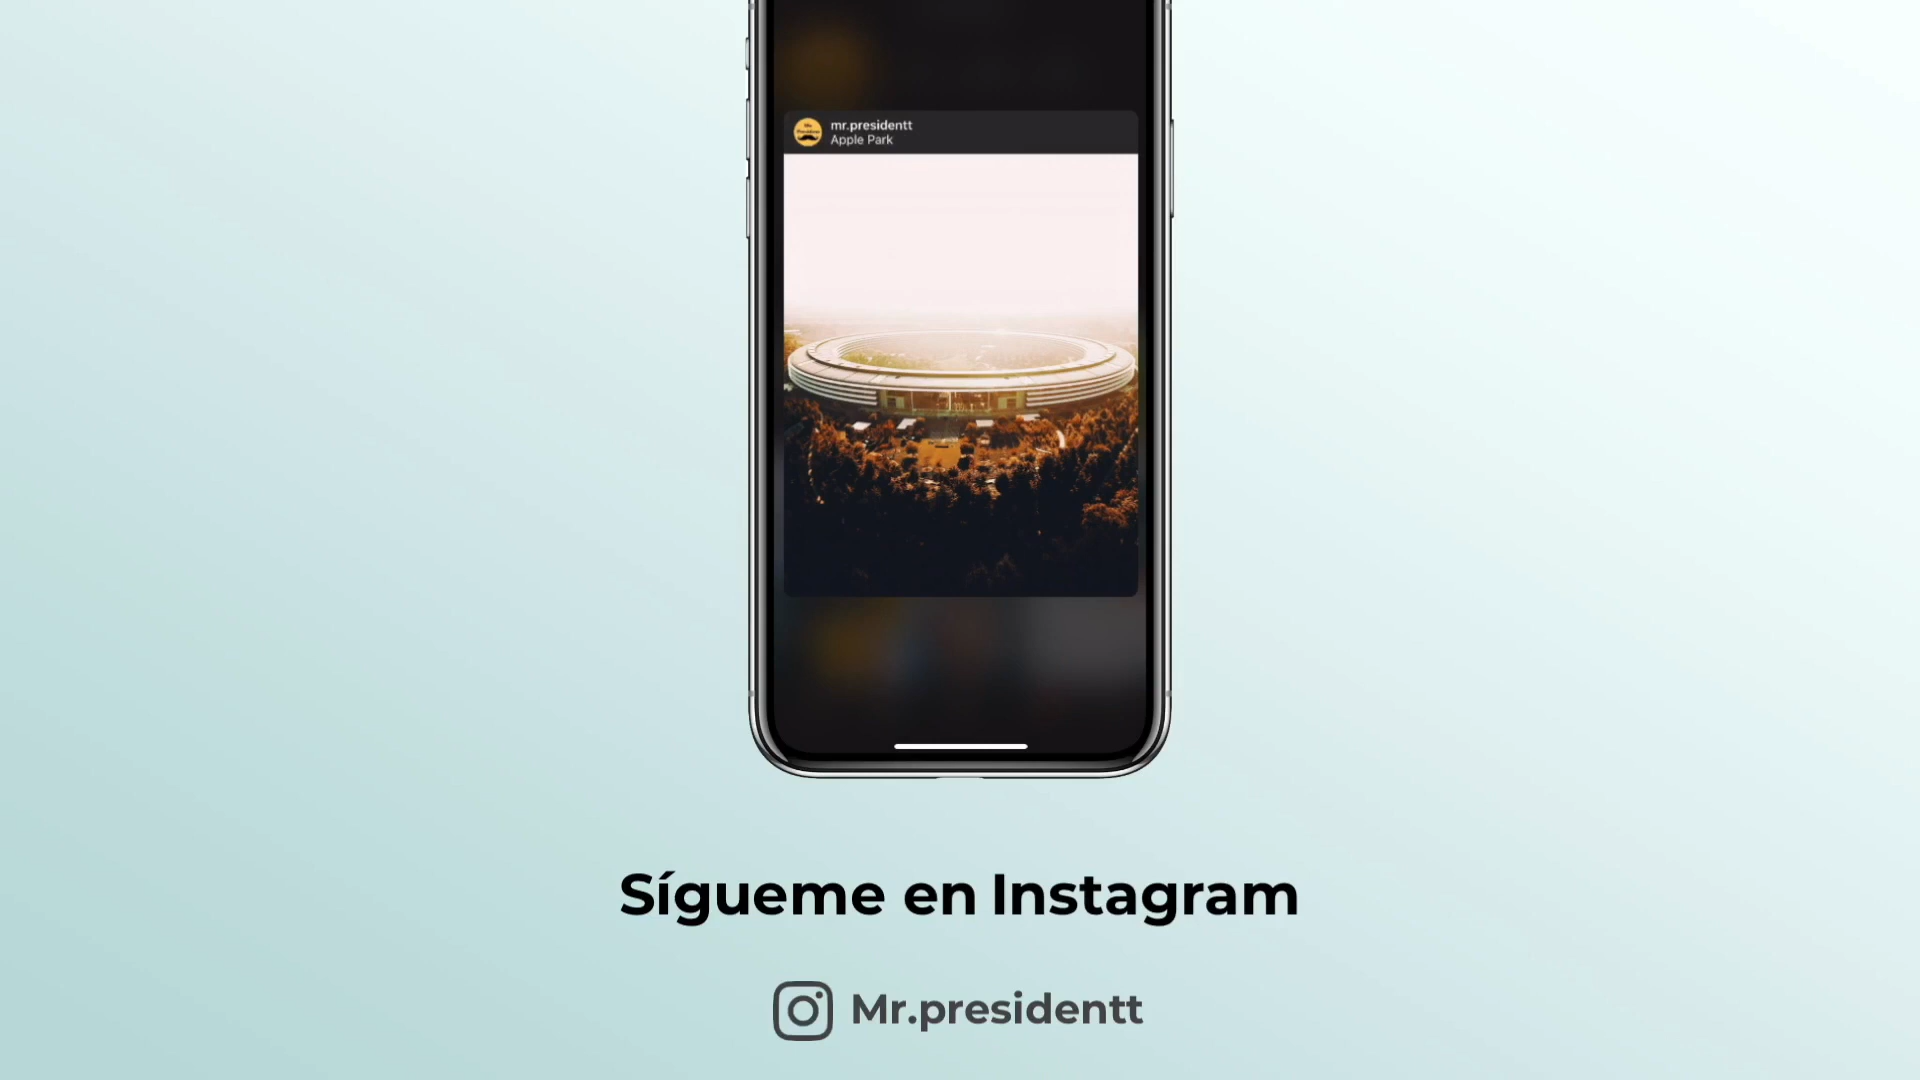 mr.presidentt
Apple Park
Sígueme en Instagram
Mr.presidentt